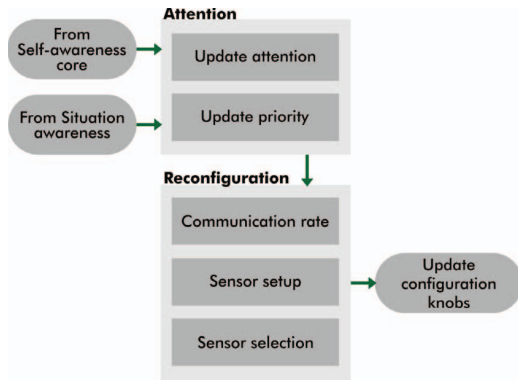 Attention
From
Self-awareness
core
Update attention
From Situation
awareness
Update priority
Reconfiguration
Communication rate
Sensor setup
Update
configuration
knobs
Sensor selection